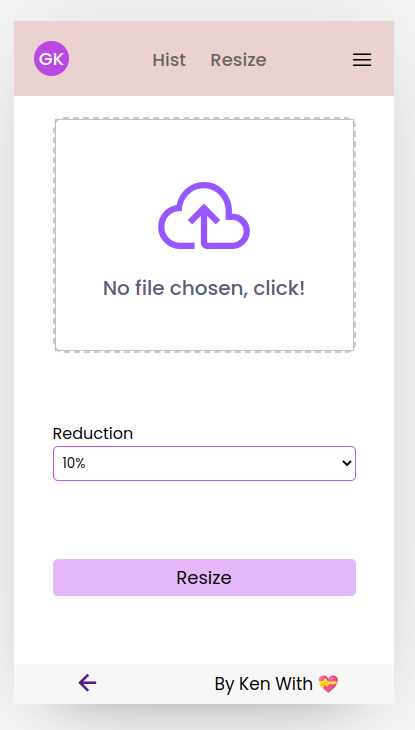 GK Hist Resize
No file chosen, click!
Reduction
10%
Resize
By Ken With 💝